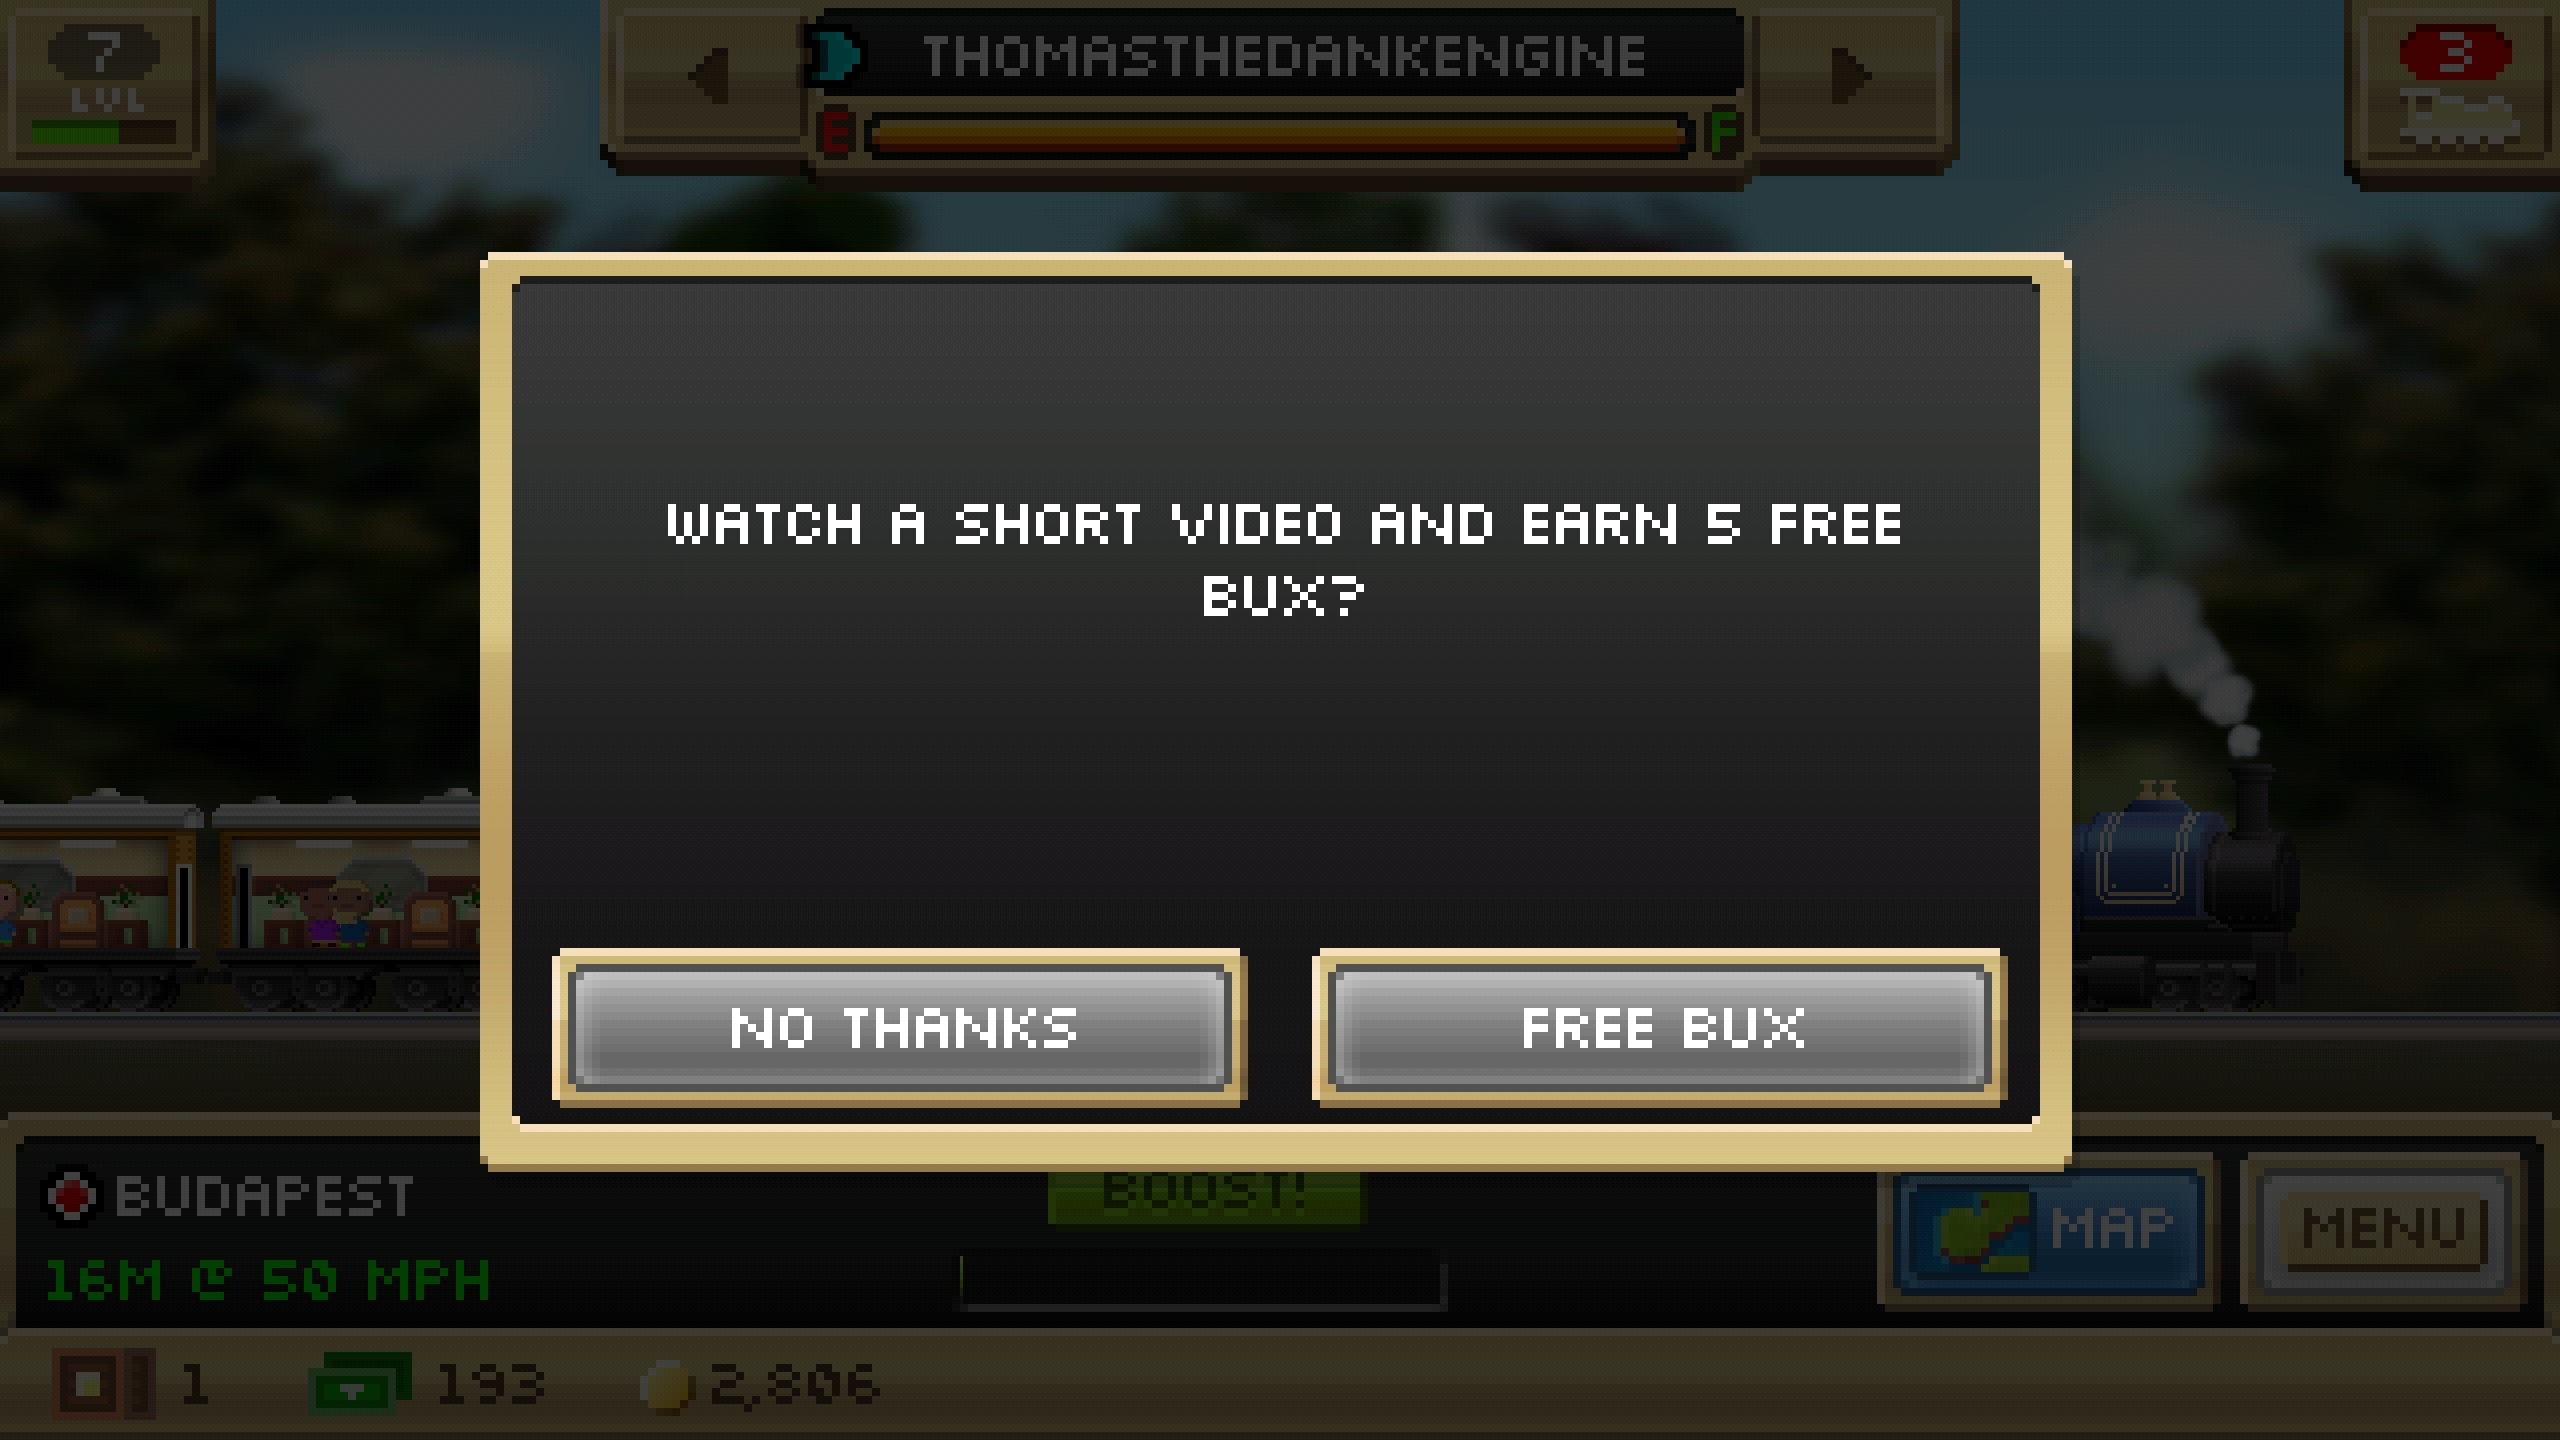 7
LVL
THOMASTHEDANKENGINE
E F
3
WATCH A SHORT VIDEO AND EARN 5 FREE
BUX?
NO THANKS
FREE BUX
BUDAPEST
16M @ 50 MPH
BOOST!
MAP
MENU
1
193
2,806